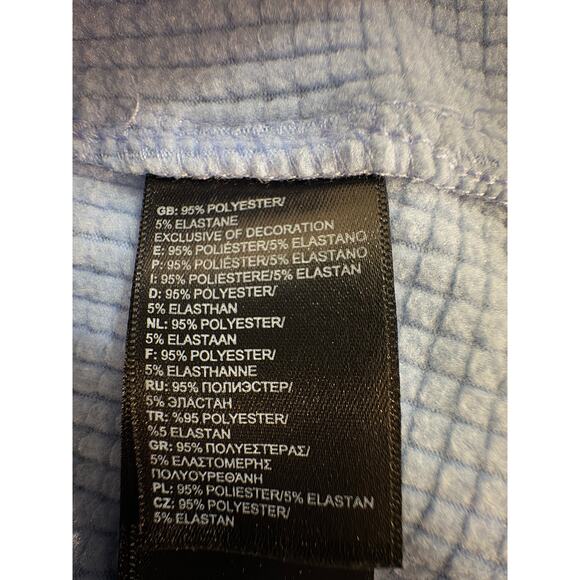 GB: 95% POLYESTER/
5% ELASTANE
EXCLUSIVE OF DECORATION
E: 95% POLIÉSTER/5% ELASTANO
P: 95% POLIÉSTER/5% ELASTANO
I: 95% POLIESTERE/5% ELASTAN
D: 95% POLYESTER/
5% ELASTHAN
NL: 95% POLYESTER/
5% ELASTAAN
F: 95% POLYESTER/
5% ELASTHANNE
RU: 95% ПОЛИЭСТЕР/
5% ЭЛАСТАН
TR: %95 POLYESTER/
%5 ELASTAN
GR: 95% ΠΟΛΥΕΣΤΕΡΑΣ/
5% ΕΛΑΣΤΟΜΕΡΗΣ
ΠΟΛΥΟΥΡΕΘΑΝΗ
PL: 95% POLIESTER/5% ELASTAN
CZ: 95% POLYESTER/
5% ELASTAN